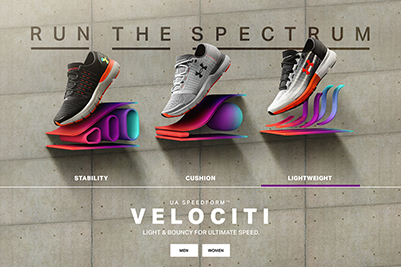 RUN THE SPECTRUM
STABILITY
CUSHION
LIGHTWEIGHT
UA SPEEDFORM™
VELOCITI
LIGHT & BOUNCY FOR ULTIMATE SPEED.
MEN
WOMEN